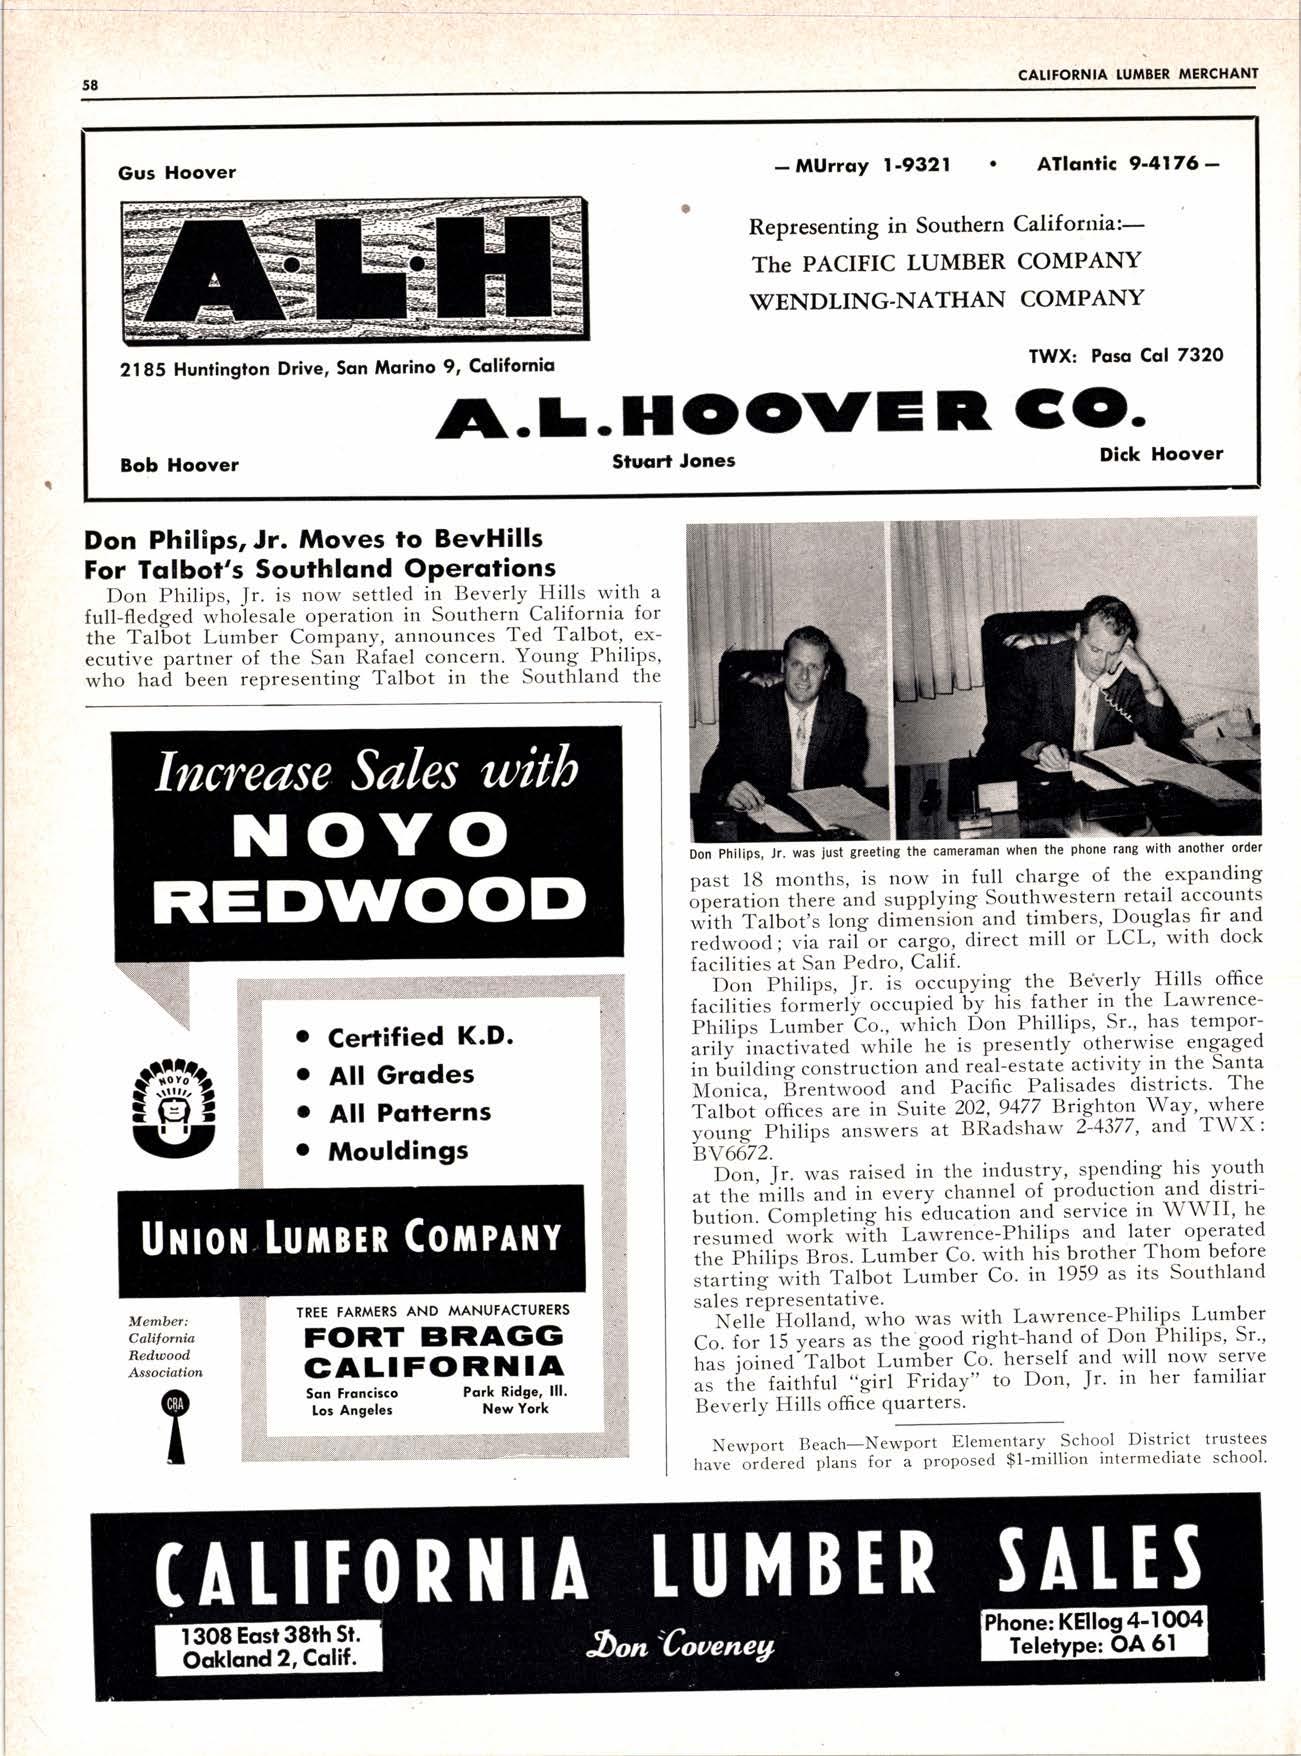 58
CALIFORNIA LUMBER MERCHANT
Gus Hoover
— MUrray 1-9321 • ATlantic 9-4176 —
A·L·H
Representing in Southern California:—
The PACIFIC LUMBER COMPANY
WENDLING-NATHAN COMPANY
2185 Huntington Drive, San Marino 9, California
TWX: Pasa Cal 7320
A.L.HOOVER CO.
Bob Hoover
Stuart Jones
Dick Hoover
Don Philips, Jr. Moves to BevHills
For Talbot's Southland Operations
Don Philips, Jr. is now settled in Beverly Hills with a
full-fledged wholesale operation in Southern California for
the Talbot Lumber Company, announces Ted Talbot, ex-
ecutive partner of the San Rafael concern. Young Philips,
who had been representing Talbot in the Southland the
Increase Sales with
NOYO
REDWOOD
• Certified K.D.
• All Grades
• All Patterns
• Mouldings
NOYO
UNION LUMBER COMPANY
Member:
California
Redwood
Association
CRA
TREE FARMERS AND MANUFACTURERS
FORT BRAGG
CALIFORNIA
San Francisco Park Ridge, Ill.
Los Angeles New York
Don Philips, Jr. was just greeting the cameraman when the phone rang with another order
past 18 months, is now in full charge of the expanding
operation there and supplying Southwestern retail accounts
with Talbot's long dimension and timbers, Douglas fir and
redwood; via rail or cargo, direct mill or LCL, with dock
facilities at San Pedro, Calif.
Don Philips, Jr. is occupying the Beverly Hills office
facilities formerly occupied by his father in the Lawrence-
Philips Lumber Co., which Don Phillips, Sr., has tempor-
arily inactivated while he is presently otherwise engaged
in building construction and real-estate activity in the Santa
Monica, Brentwood and Pacific Palisades districts. The
Talbot offices are in Suite 202, 9477 Brighton Way, where
young Philips answers at BRadshaw 2-4377, and TWX:
BV6672.
Don, Jr. was raised in the industry, spending his youth
at the mills and in every channel of production and distri-
bution. Completing his education and service in WWII, he
resumed work with Lawrence-Philips and later operated
the Philips Bros. Lumber Co. with his brother Thom before
starting with Talbot Lumber Co. in 1959 as its Southland
sales representative.
Nelle Holland, who was with Lawrence-Philips Lumber
Co. for 15 years as the good right-hand of Don Philips, Sr.,
has joined Talbot Lumber Co. herself and will now serve
as the faithful "girl Friday" to Don, Jr. in her familiar
Beverly Hills office quarters.
Newport Beach—Newport Elementary School District trustees
have ordered plans for a proposed $1-million intermediate school.
CALIFORNIA LUMBER SALES
1308 East 38th St.
Oakland 2, Calif.
Don Coveney
Phone: KEllog 4-1004
Teletype: OA 61